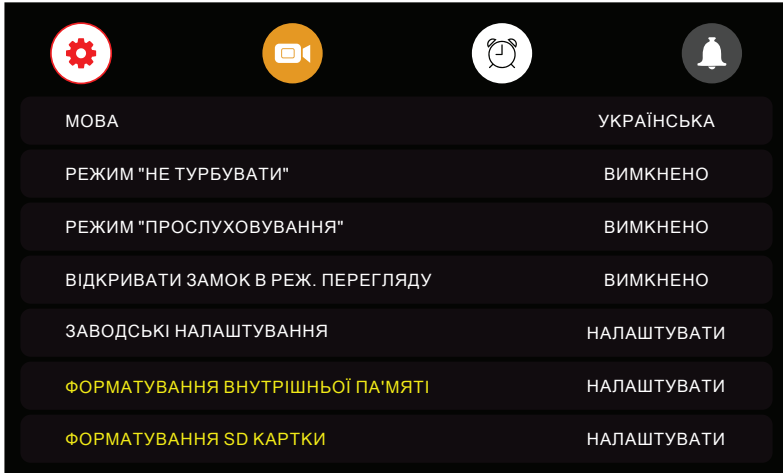 МОВА УКРАЇНСЬКА
РЕЖИМ "НЕ ТУРБУВАТИ" ВИМКНЕНО
РЕЖИМ "ПРОСЛУХОВУВАННЯ" ВИМКНЕНО
ВІДКРИВАТИ ЗАМОК В РЕЖ. ПЕРЕГЛЯДУ ВИМКНЕНО
ЗАВОДСЬКІ НАЛАШТУВАННЯ НАЛАШТУВАТИ
ФОРМАТУВАННЯ ВНУТРІШНЬОЇ ПА'МЯТІ НАЛАШТУВАТИ
ФОРМАТУВАННЯ SD КАРТКИ НАЛАШТУВАТИ